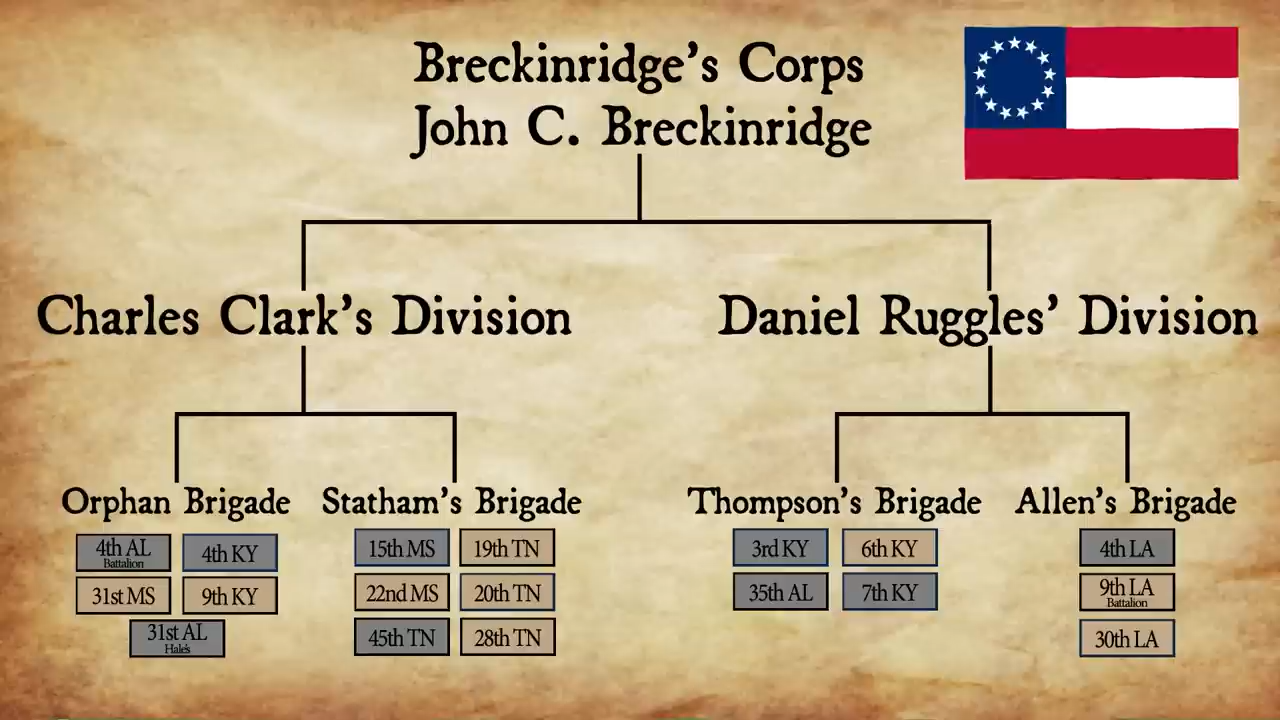 Breckinridge's Corps
John C. Breckinridge
Charles Clark's Division
Daniel Ruggles' Division
Orphan Brigade
4th AL
Battalion
4th KY
31st MS
9th KY
31st AL
Hale's
Statham's Brigade
15th MS
19th TN
22nd MS
20th TN
45th TN
28th TN
Thompson's Brigade
3rd KY
6th KY
35th AL
7th KY
Allen's Brigade
4th LA
9th LA
Battalion
30th LA